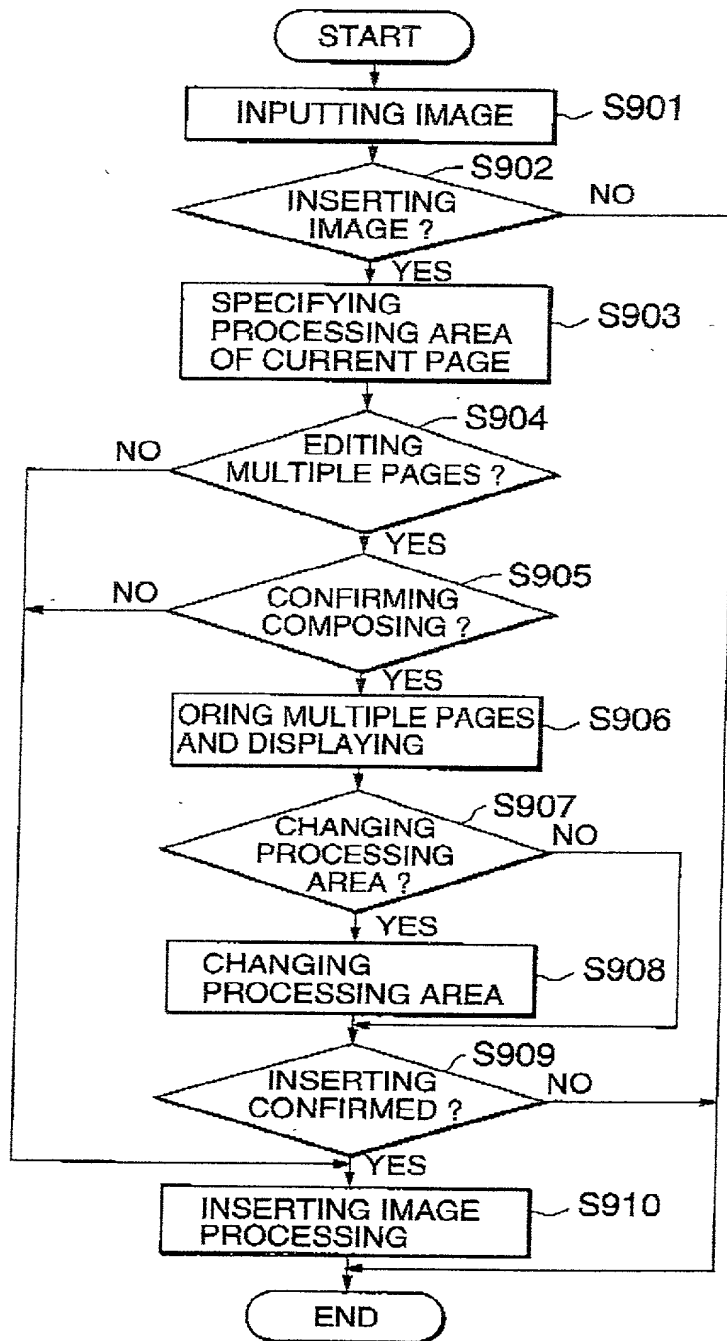 START
INPUTTING IMAGE
S901
S902
INSERTING
IMAGE ?
NO
YES
SPECIFYING
PROCESSING AREA
OF CURRENT PAGE
S903
S904
NO
EDITING
MULTIPLE PAGES ?
YES
S905
NO
CONFIRMING
COMPOSING ?
YES
ORING MULTIPLE PAGES
AND DISPLAYING
S906
S907
CHANGING
PROCESSING
AREA ?
NO
YES
CHANGING
PROCESSING AREA
S908
S909
INSERTING
CONFIRMED ?
NO
YES
INSERTING IMAGE
PROCESSING
S910
END